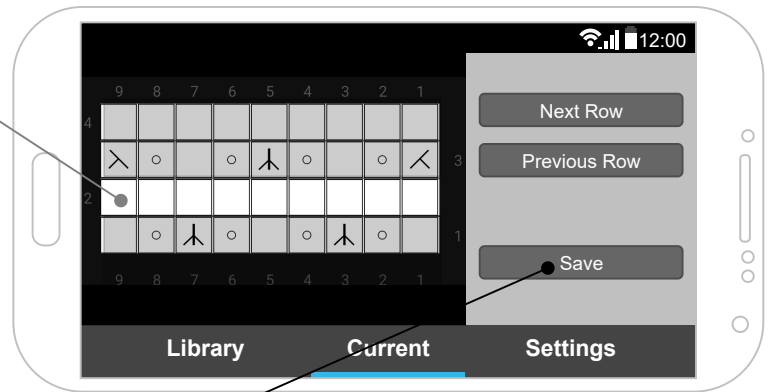 12:00
9 8 7 6 5 4 3 2 1
4
3
2
1
9 8 7 6 5 4 3 2 1
Next Row
Previous Row
Save
Library Current Settings